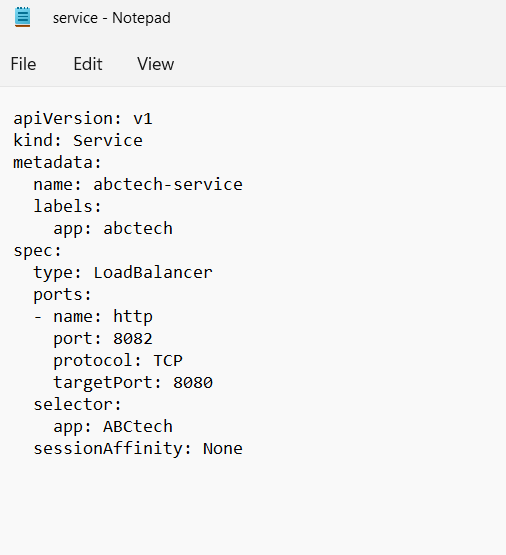 service - Notepad
File Edit View
apiVersion: v1
kind: Service
metadata:
  name: abctech-service
  labels:
    app: abctech
spec:
  type: LoadBalancer
  ports:
  - name: http
    port: 8082
    protocol: TCP
    targetPort: 8080
  selector:
    app: ABCtech
  sessionAffinity: None